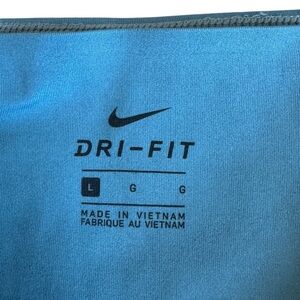 DRI-FIT
L G G
MADE IN VIETNAM
FABRIQUE AU VIETNAM